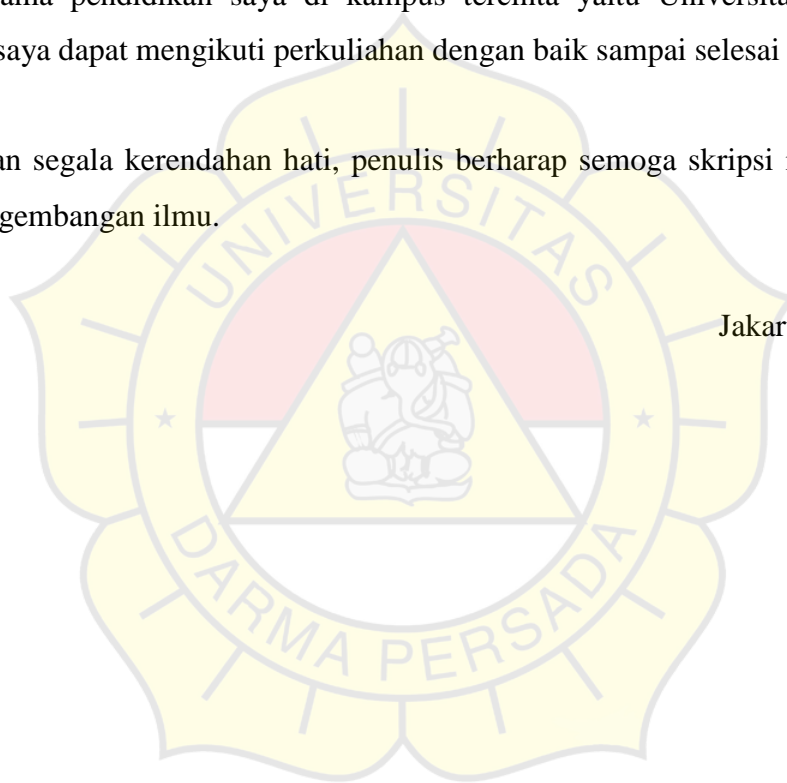 ama pendidikan saya di kampus tercinta yaitu Universita
saya dapat mengikuti perkuliahan dengan baik sampai selesai
an segala kerendahan hati, penulis berharap semoga skripsi
gembangan ilmu.
UNIVERSITAS
Jakar
DARMA PERSADA